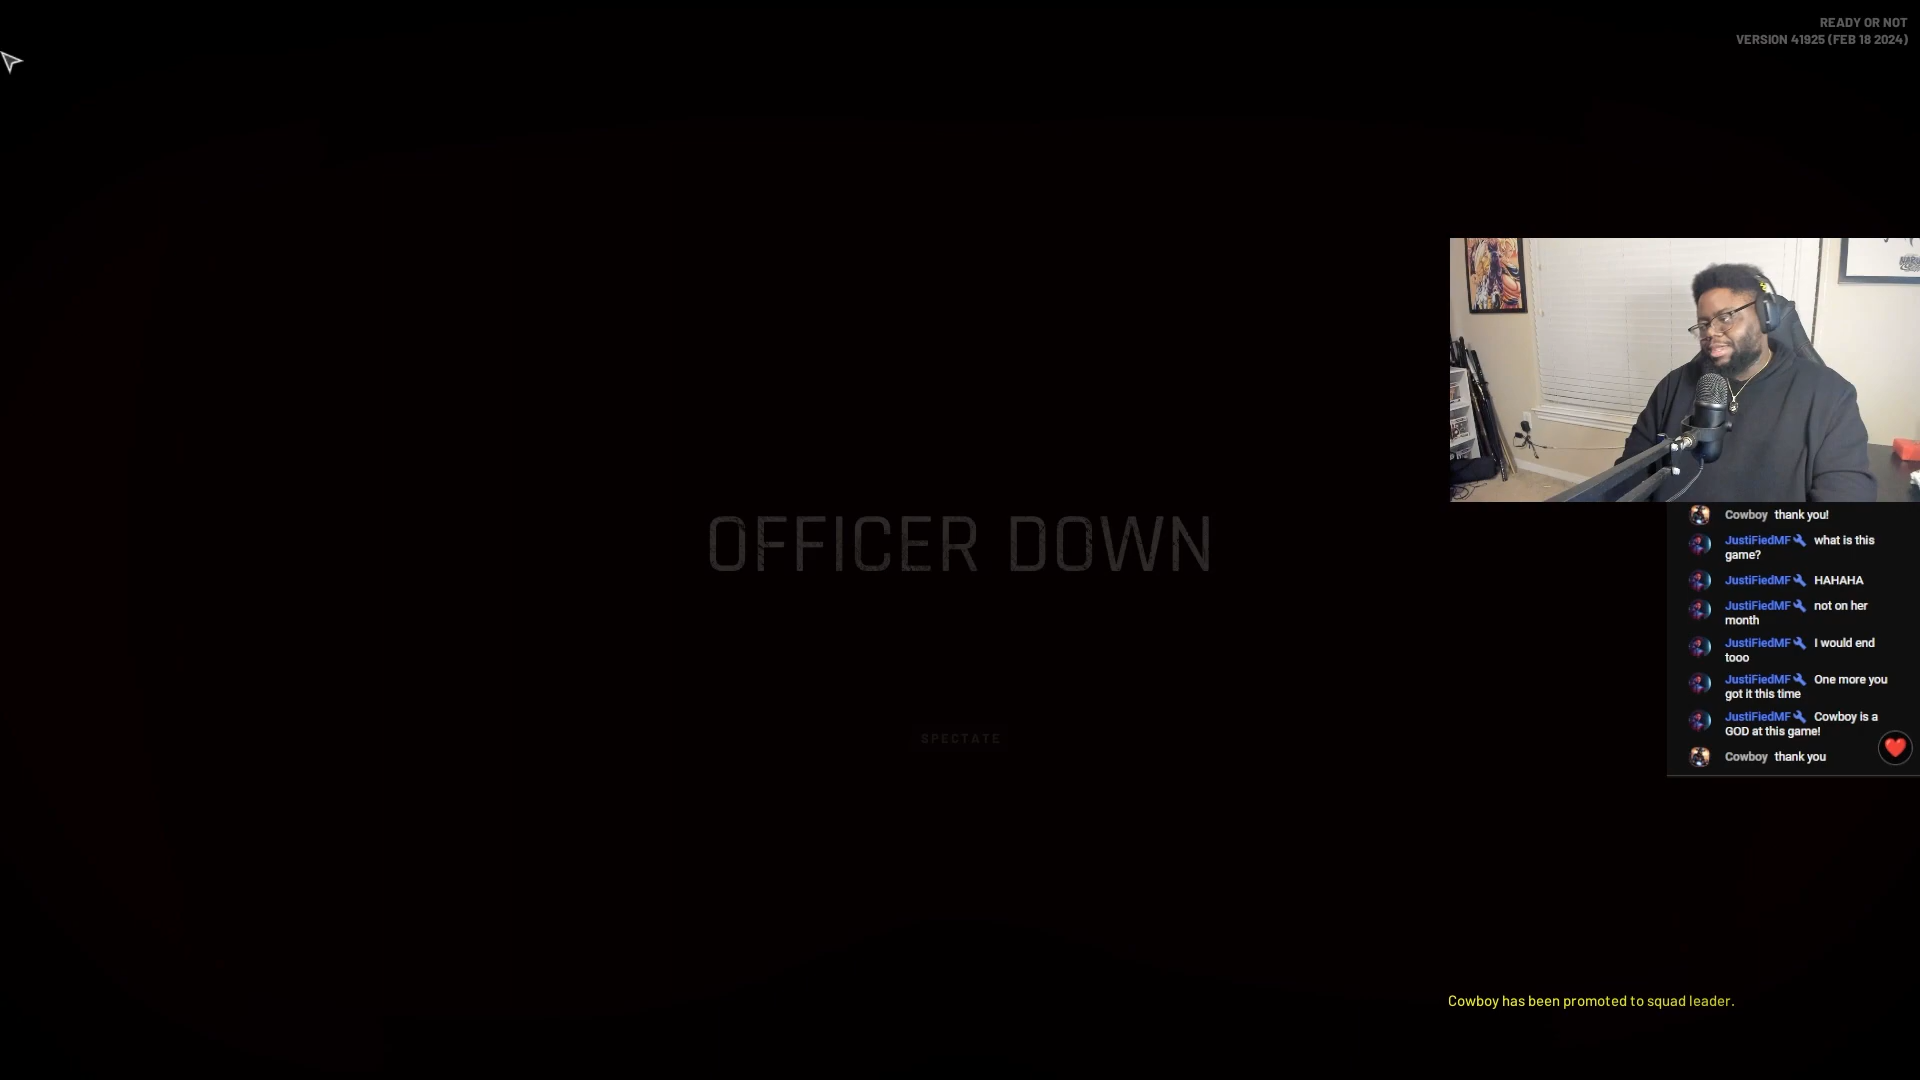 READY OR NOT
VERSION 41925 (FEB 18 2024)
Cowboy thank you!
JustiFiedMF what is this
game?
JustiFiedMF HAHAHA
JustiFiedMF not on her
month
JustiFiedMF I would end
tooo
JustiFiedMF One more you
got it this time
JustiFiedMF Cowboy is a
GOD at this game!
Cowboy thank you
OFFICER DOWN
SPECTATE
Cowboy has been promoted to squad leader.